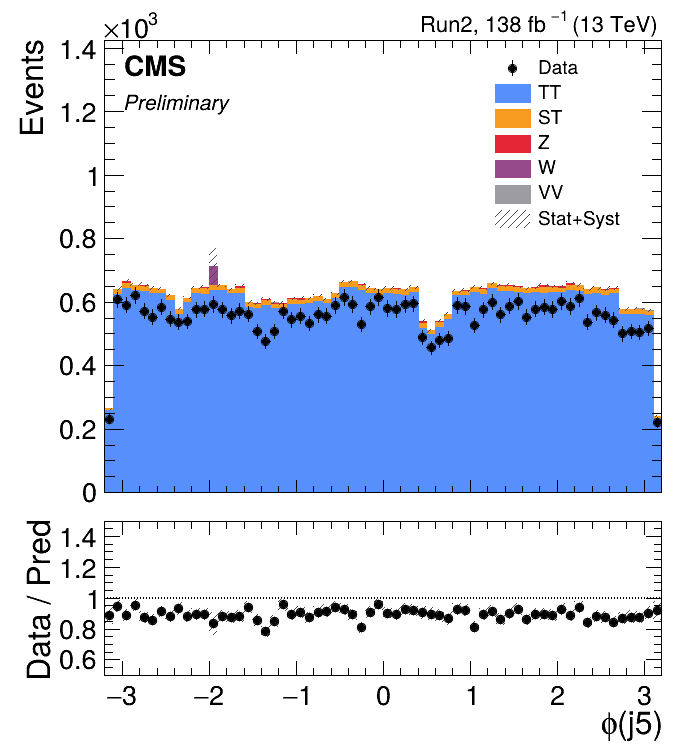 ×10³
Run2, 138 fb⁻¹ (13 TeV)
Events
1.4
1.2
1
0.8
0.6
0.4
0.2
0
CMS
Preliminary
Data
TT
ST
Z
W
VV
Stat+Syst
Data / Pred
1.4
1.2
1
0.8
0.6
−3 −2 −1 0 1 2 3
ϕ(j5)